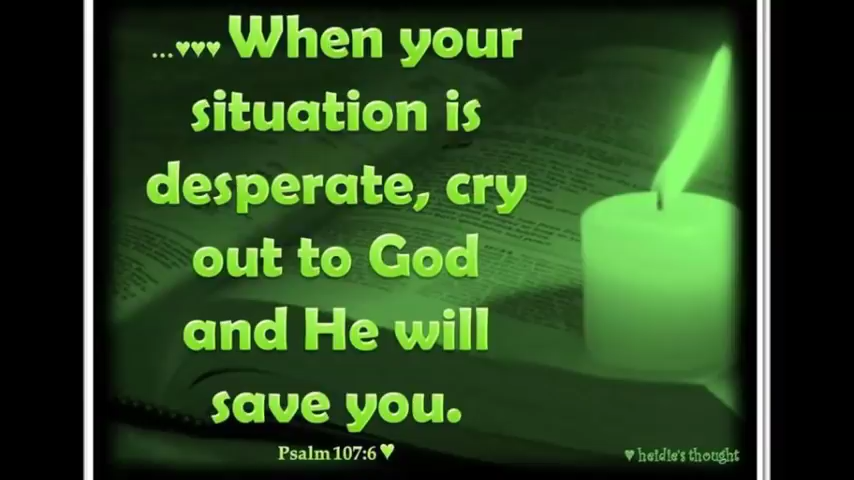 ...♥♥♥ When your
situation is
desperate, cry
out to God
and He will
save you.
Psalm 107:6 ♥
♥ heidie's thought